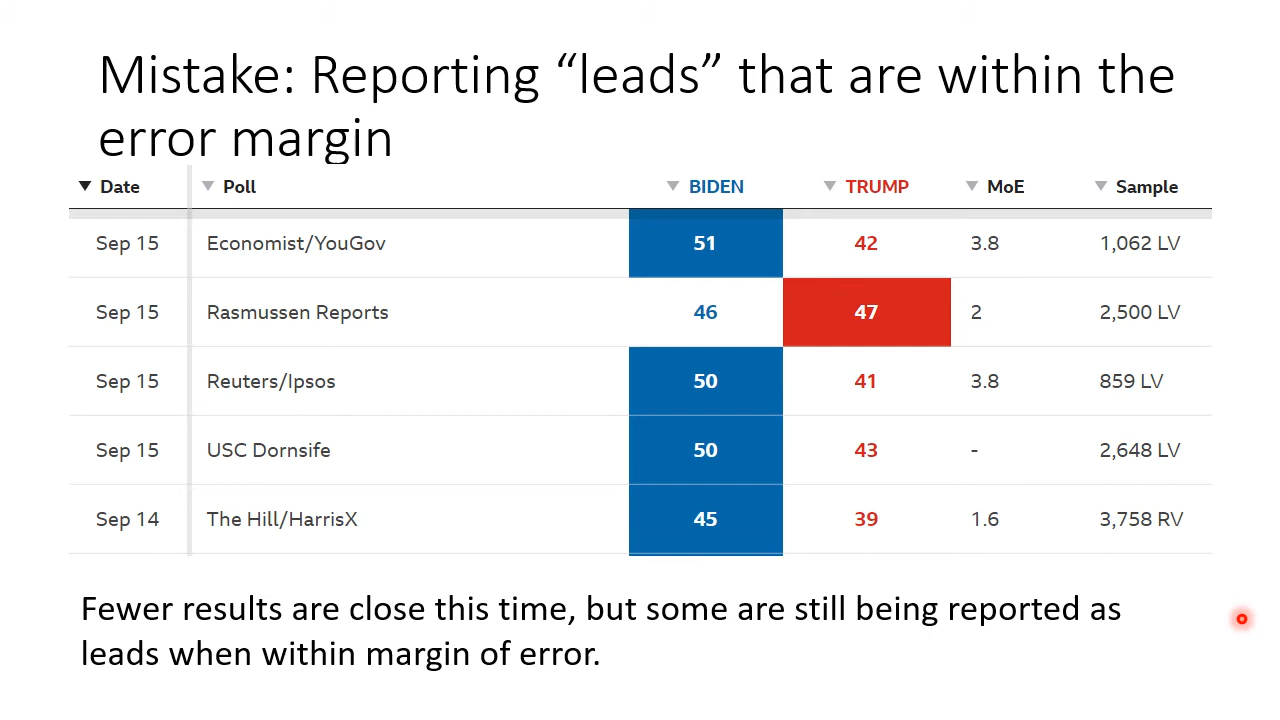 Mistake: Reporting “leads” that are within the
error margin
Date Poll BIDEN TRUMP MoE Sample
Sep 15 Economist/YouGov 51 42 3.8 1,062 LV
Sep 15 Rasmussen Reports 46 47 2 2,500 LV
Sep 15 Reuters/Ipsos 50 41 3.8 859 LV
Sep 15 USC Dornsife 50 43 - 2,648 LV
Sep 14 The Hill/HarrisX 45 39 1.6 3,758 RV
Fewer results are close this time, but some are still being reported as
leads when within margin of error.